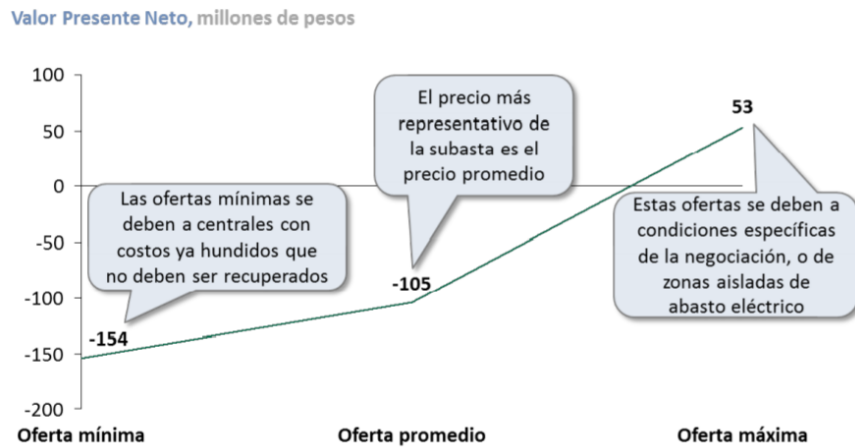 Valor Presente Neto, millones de pesos
100
50
0
-50
-100
-150
-200
El precio más
representativo de
la subasta es el
precio promedio
53
Las ofertas mínimas se
deben a centrales con
costos ya hundidos que
no deben ser recuperados
Estas ofertas se deben a
condiciones específicas
de la negociación, o de
zonas aisladas de
abasto eléctrico
-154
-105
Oferta mínima
Oferta promedio
Oferta máxima